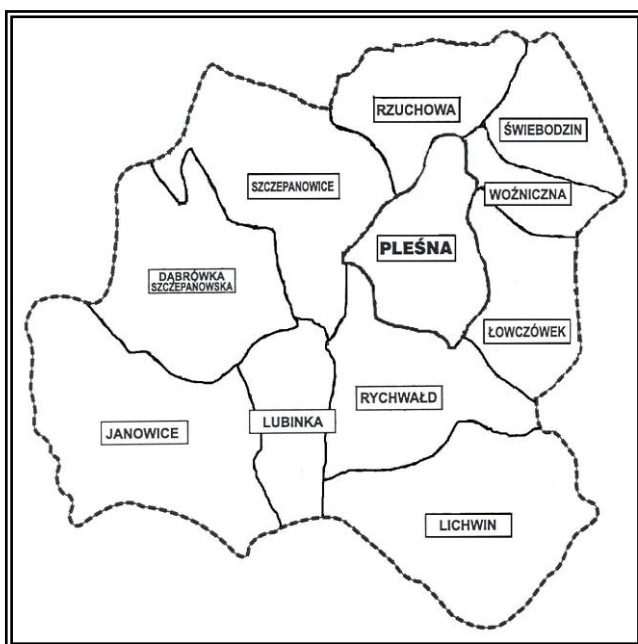 RZUCHOWA
ŚWIEBODZIN
SZCZEPANOWICE
WOŹNICZNA
PLEŚNA
DĄBRÓWKA
SZCZEPANOWSKA
ŁOWCZÓWEK
RYCHWAŁD
LUBINKA
JANOWICE
LICHWIN